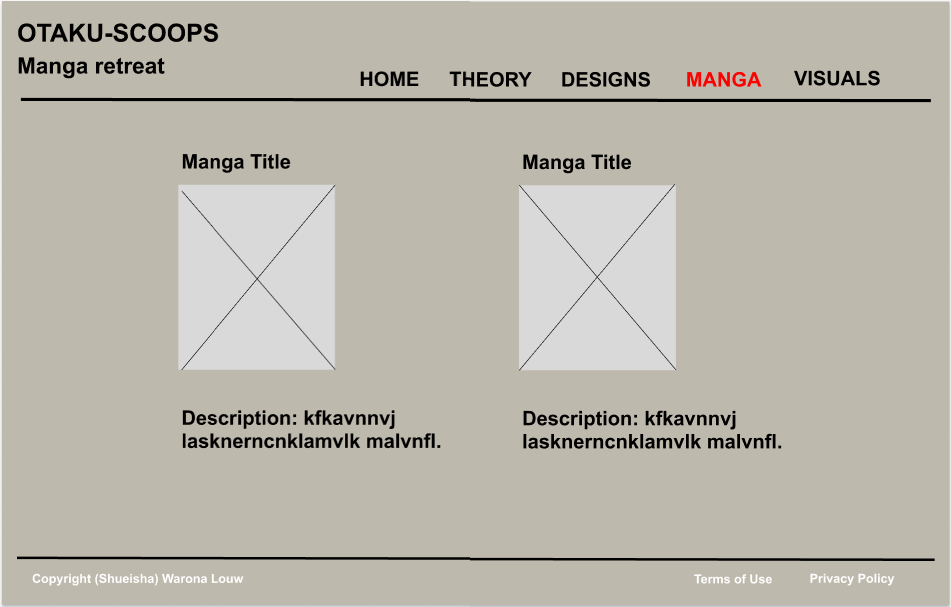 OTAKU-SCOOPS
Manga retreat
HOME THEORY DESIGNS MANGA VISUALS
Manga Title
Manga Title
Description: kfkavnnvj
lasknerncnklamvlk malvnfl.
Description: kfkavnnvj
lasknerncnklamvlk malvnfl.
Copyright (Shueisha) Warona Louw
Terms of Use
Privacy Policy